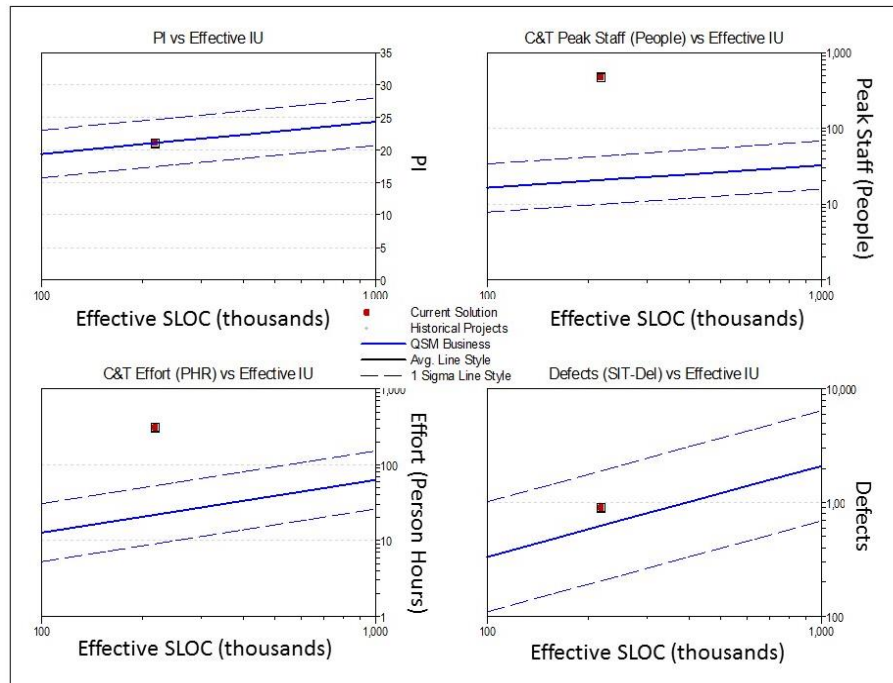 PI vs Effective IU
35
30
25
20
15
10
5
0
PI
100
1,000
Effective SLOC (thousands)
C&T Peak Staff (People) vs Effective IU
1,000
100
10
1
Peak Staff (People)
100
1,000
Effective SLOC (thousands)
Current Solution
Historical Projects
QSM Business
Avg. Line Style
1 Sigma Line Style
C&T Effort (PHR) vs Effective IU
1,000
100
10
1
Effort (Person Hours)
100
1,000
Effective SLOC (thousands)
Defects (SIT-Del) vs Effective IU
10,000
1,00
100
Defects
100
1,000
Effective SLOC (thousands)